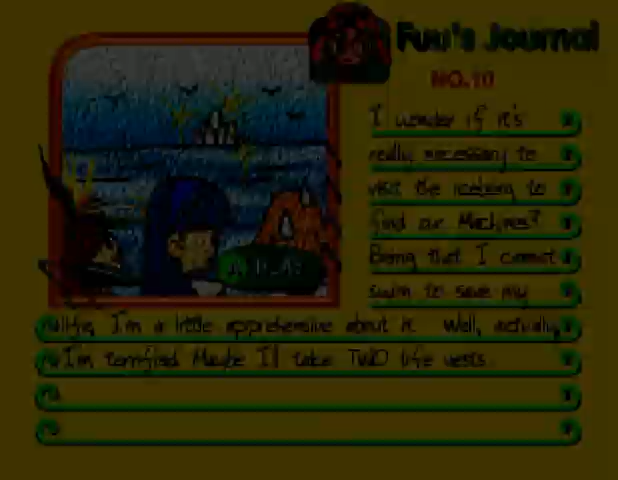 Fuu's Journal
NO.10
I wonder if it's
really necessary to
visit the iceberg to
find our Machines?
Being that I cannot
swim to save my
life, I'm a little apprehensive about it. Well, actually,
I'm terrified. Maybe I'll take TWO life vests.